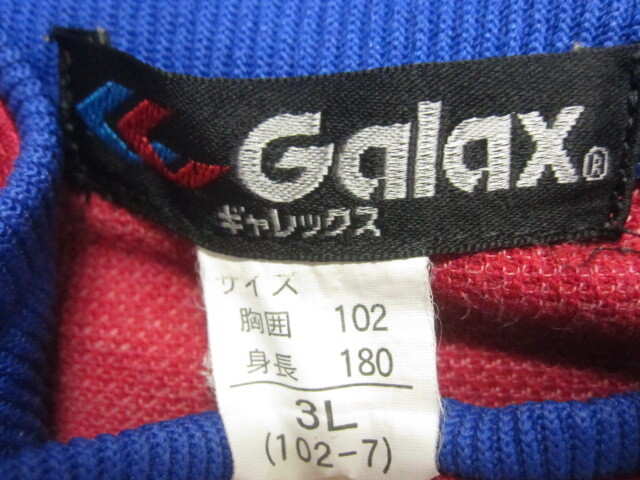 Galax®
ギャレックス
サイズ
胸囲 102
身長 180
3L
(102-7)